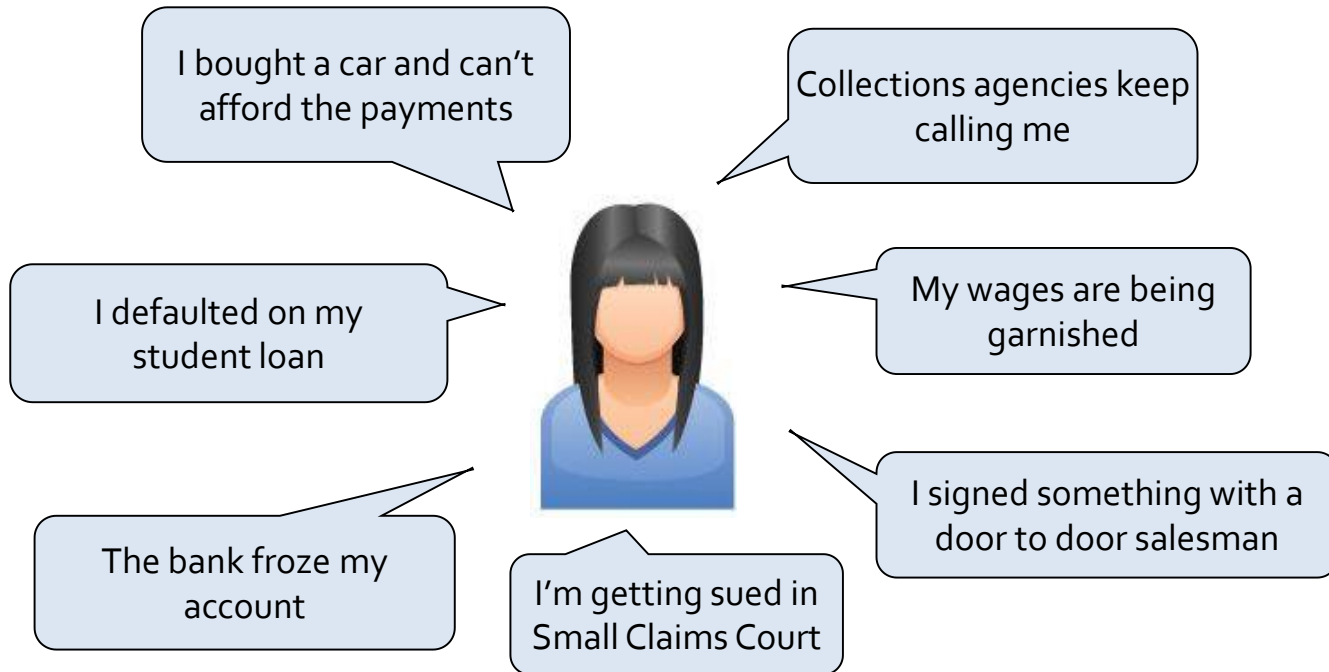 I bought a car and can’t
afford the payments
Collections agencies keep
calling me
I defaulted on my
student loan
My wages are being
garnished
The bank froze my
account
I’m getting sued in
Small Claims Court
I signed something with a
door to door salesman